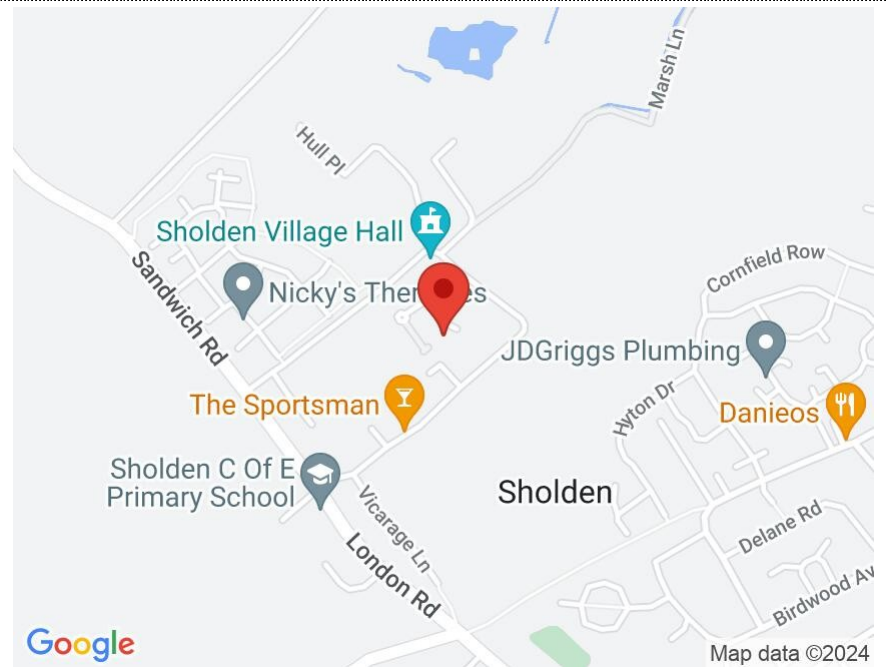 Marsh Ln
Hull Pl
Sholden Village Hall
Cornfield Row
Sandwich Rd
Nicky's
JDGriggs Plumbing
The Sportsman
Hyton Dr
Danieos
Sholden C Of E
Primary School
Sholden
Vicarage Ln
Delane Rd
London Rd
Birdwood Av
Google
Map data ©2024